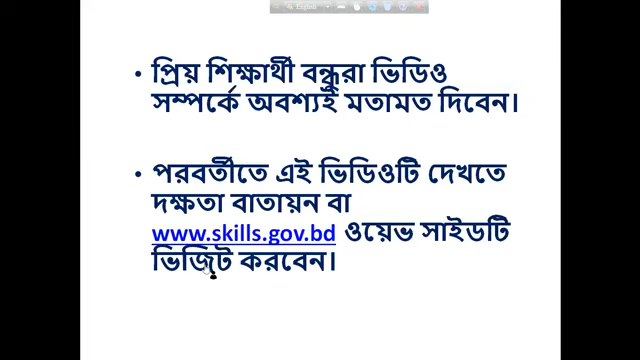 English
• প্রিয় শিক্ষার্থী বন্ধুরা ভিডিও
সম্পর্কে অবশ্যই মতামত দিবেন।
• পরবর্তীতে এই ভিডিওটি দেখতে
দক্ষতা বাতায়ন বা
www.skills.gov.bd ওয়েভ সাইডটি
ভিজিট করবেন।